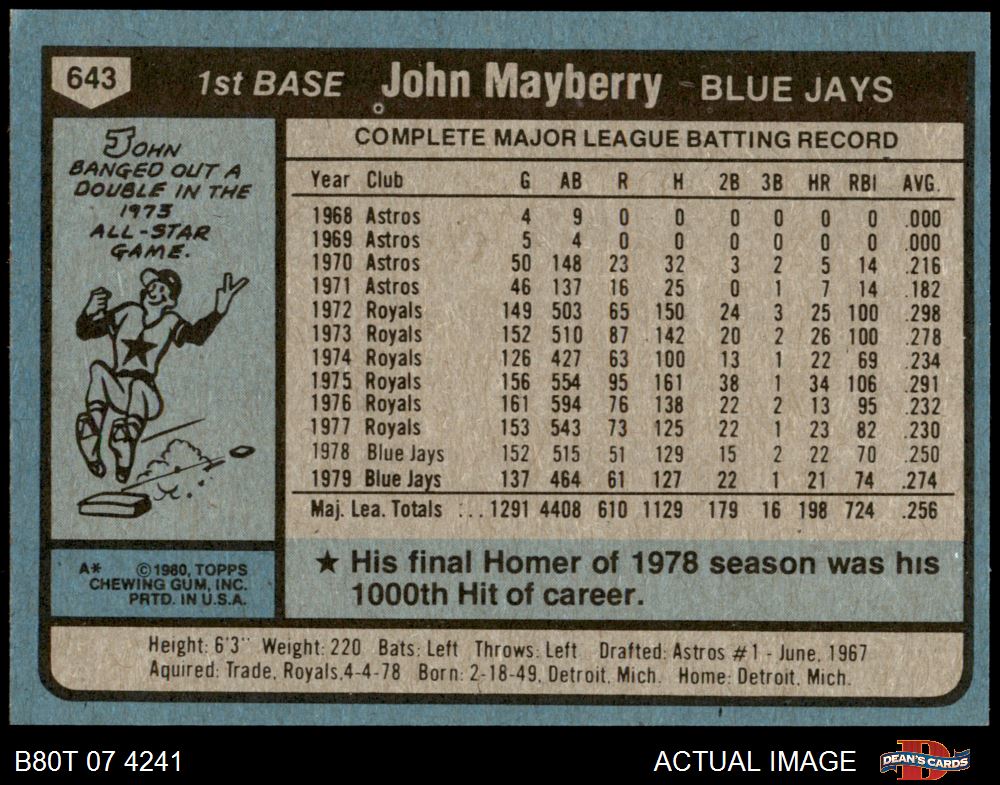 643 1st BASE John Mayberry - BLUE JAYS
JOHN
BANGED OUT A
DOUBLE IN THE
1973
ALL-STAR
GAME.
COMPLETE MAJOR LEAGUE BATTING RECORD
Year Club G AB R H 2B 3B HR RBI AVG.
1968 Astros 4 9 0 0 0 0 0 0 .000
1969 Astros 5 4 0 0 0 0 0 0 .000
1970 Astros 50 148 23 32 3 2 5 14 .216
1971 Astros 46 137 16 25 0 1 7 14 .182
1972 Royals 149 503 65 150 24 3 25 100 .298
1973 Royals 152 510 87 142 20 2 26 100 .278
1974 Royals 126 427 63 100 13 1 22 69 .234
1975 Royals 156 554 95 161 38 1 34 106 .291
1976 Royals 161 594 76 138 22 2 13 95 .232
1977 Royals 153 543 73 125 22 1 23 82 .230
1978 Blue Jays 152 515 51 129 15 2 22 70 .250
1979 Blue Jays 137 464 61 127 22 1 21 74 .274
Maj. Lea. Totals ... 1291 4408 610 1129 179 16 198 724 .256
★ His final Homer of 1978 season was his
1000th Hit of career.
A* ©1980, TOPPS
CHEWING GUM, INC.
PRTD. IN U.S.A.
Height: 6'3" Weight: 220 Bats: Left Throws: Left Drafted: Astros #1 - June, 1967
Aquired: Trade, Royals, 4-4-78 Born: 2-18-49, Detroit, Mich. Home: Detroit, Mich.
B80T 07 4241 ACTUAL IMAGE D DEAN'S CARDS